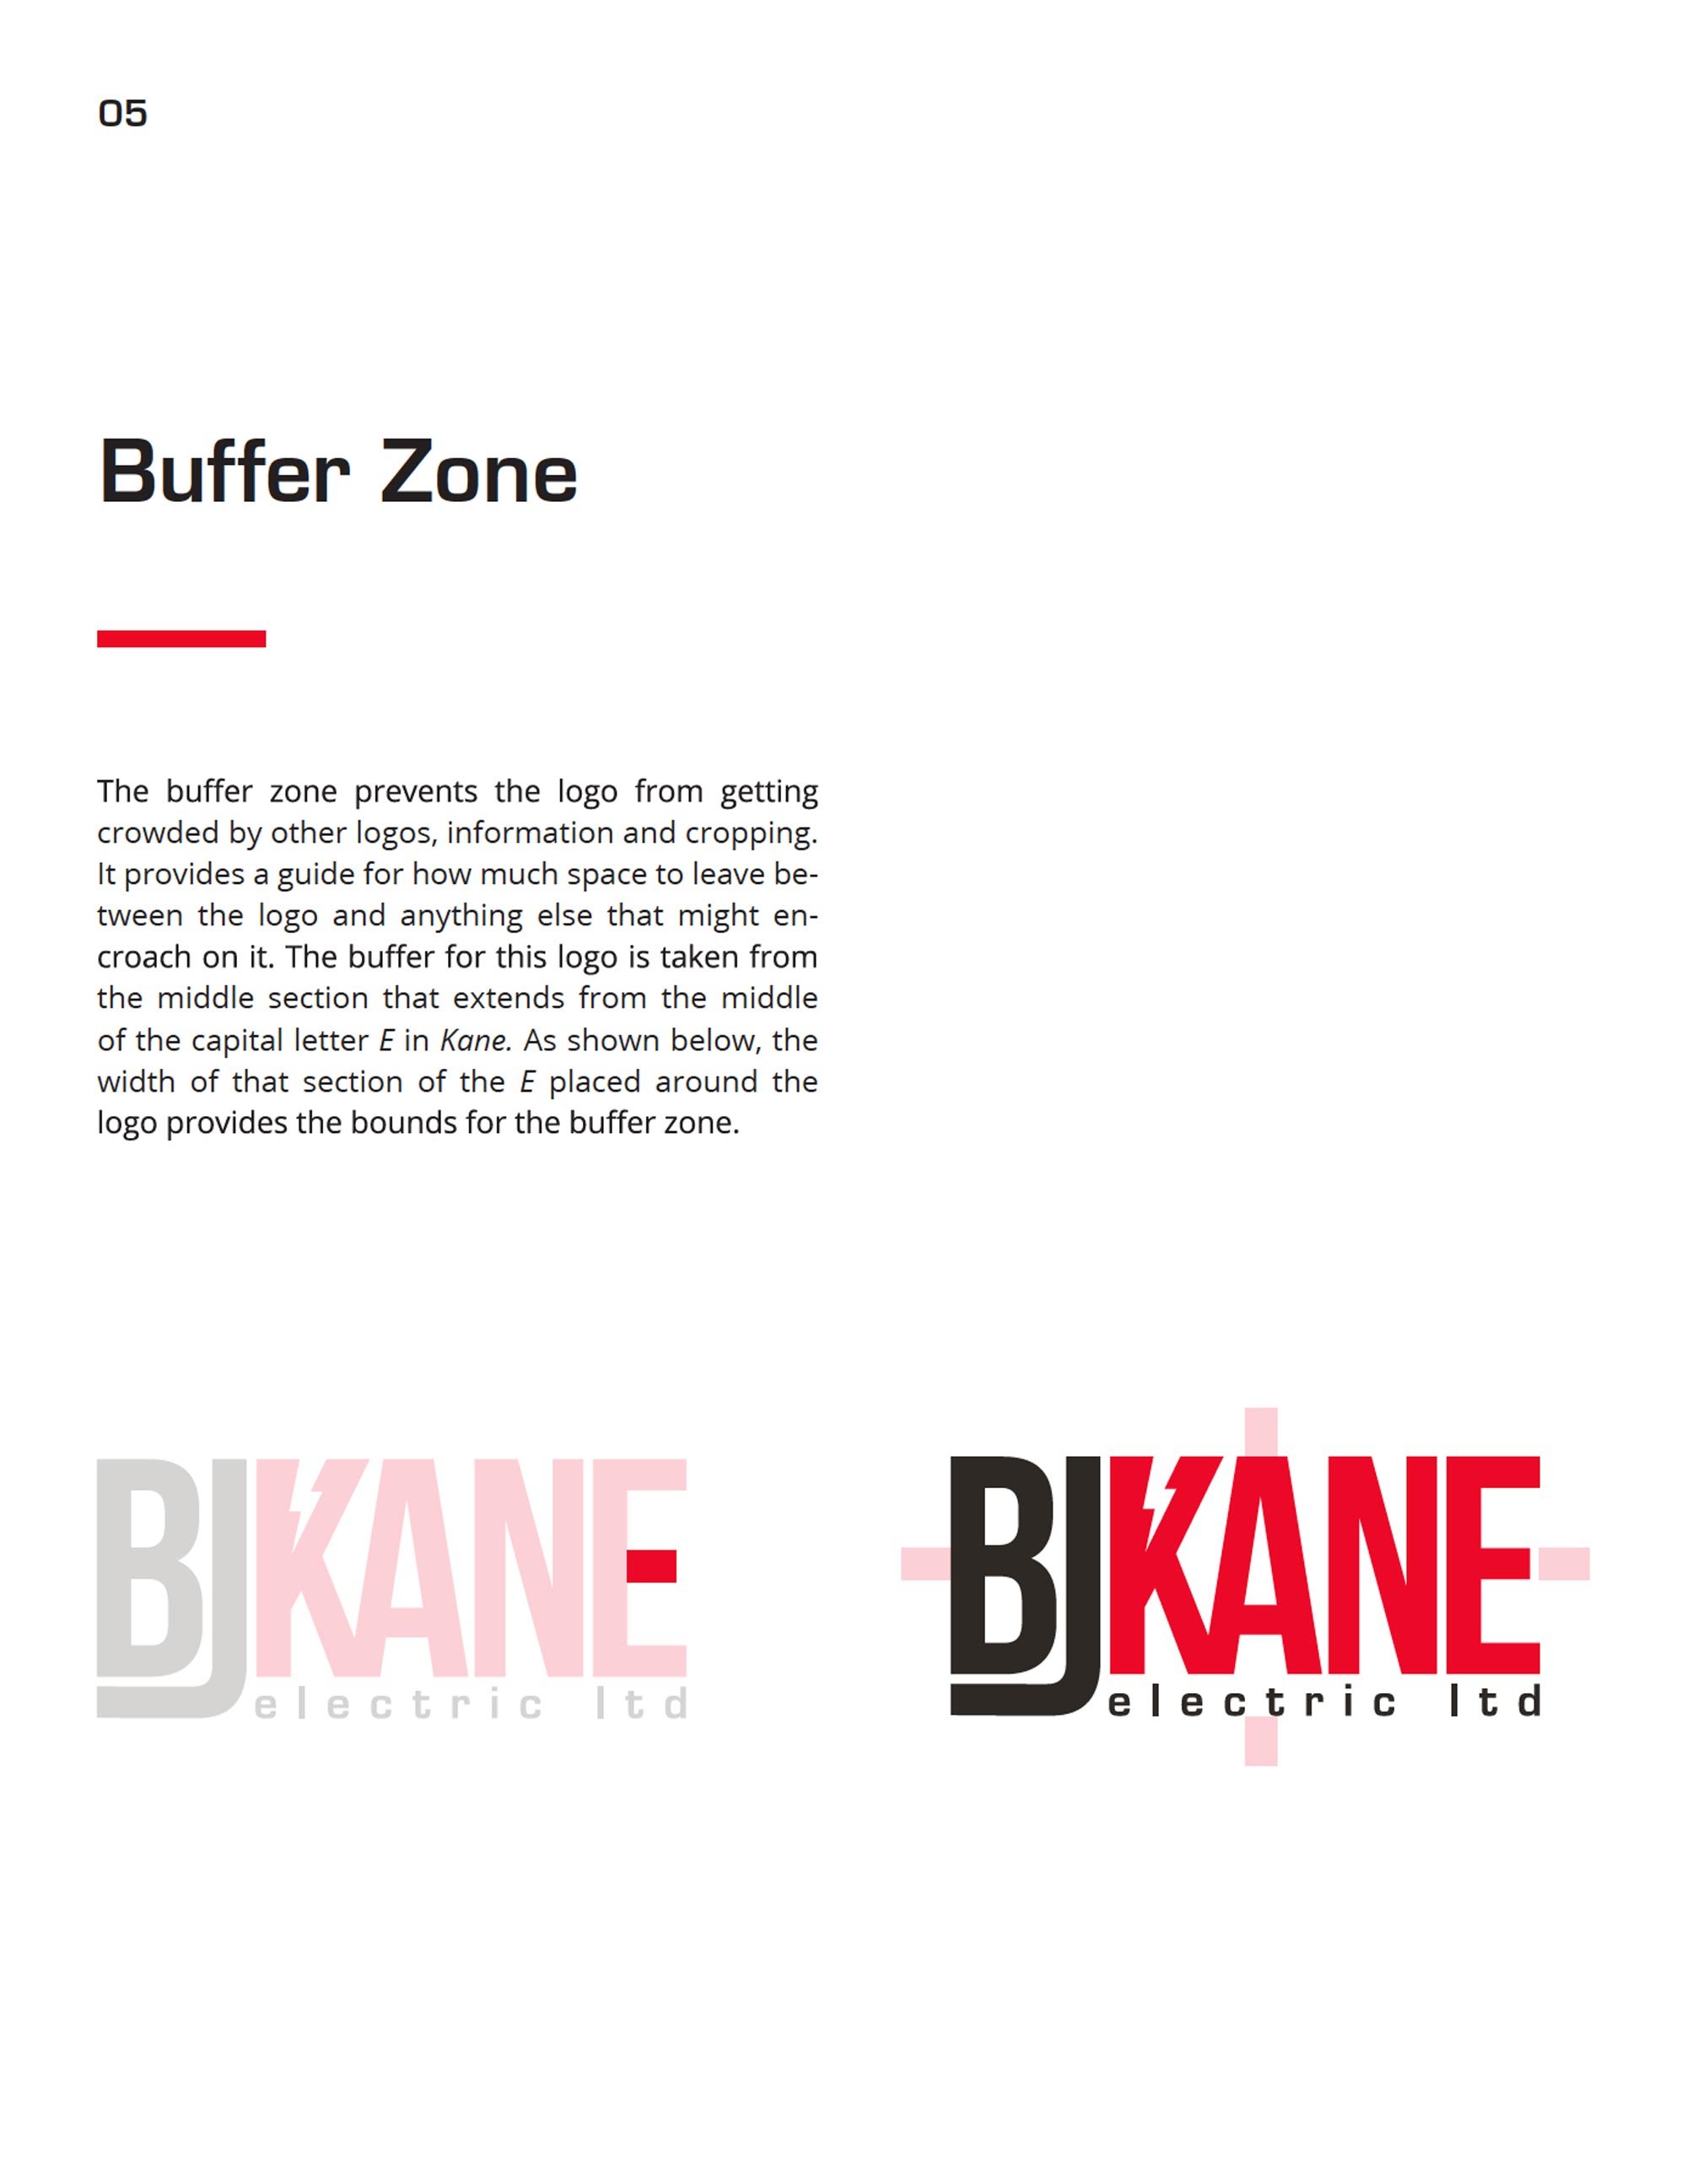 05
Buffer Zone
The buffer zone prevents the logo from getting
crowded by other logos, information and cropping.
It provides a guide for how much space to leave be-
tween the logo and anything else that might en-
croach on it. The buffer for this logo is taken from
the middle section that extends from the middle
of the capital letter E in Kane. As shown below, the
width of that section of the E placed around the
logo provides the bounds for the buffer zone.
BJKANE
electric ltd
BJKANE
electric ltd